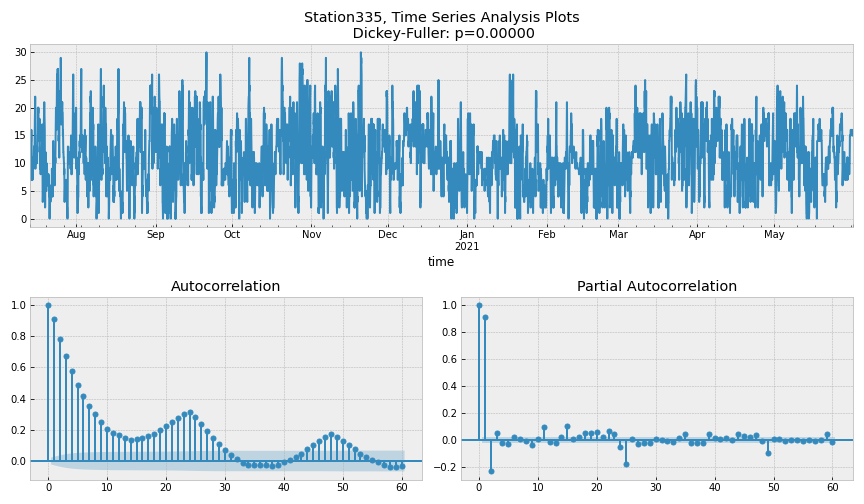 Station335, Time Series Analysis Plots
Dickey-Fuller: p=0.00000
30
25
20
15
10
5
0
Aug Sep Oct Nov Dec Jan Feb Mar Apr May
2021
time
Autocorrelation
1.0
0.8
0.6
0.4
0.2
0.0
0 10 20 30 40 50 60
Partial Autocorrelation
1.0
0.8
0.6
0.4
0.2
0.0
−0.2
0 10 20 30 40 50 60